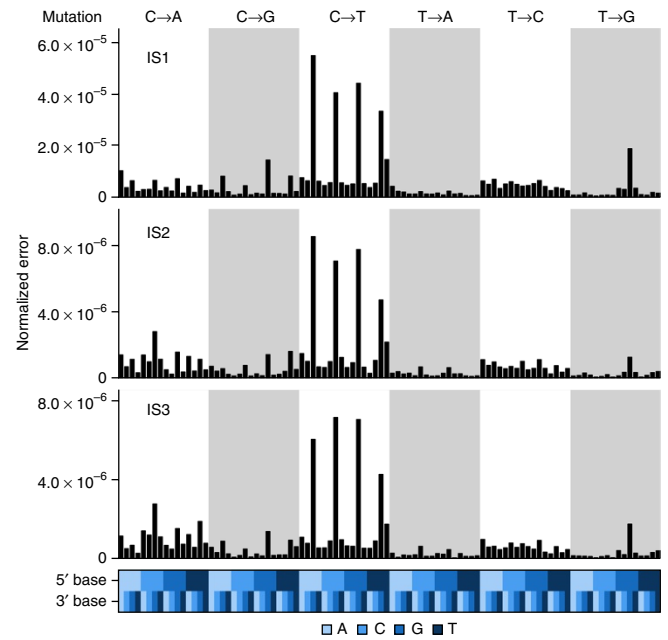 Mutation C→A C→G C→T T→A T→C T→G
6.0 × 10⁻⁵
IS1
4.0 × 10⁻⁵
2.0 × 10⁻⁵
0
IS2
8.0 × 10⁻⁶
Normalized error
4.0 × 10⁻⁶
0
8.0 × 10⁻⁶
IS3
4.0 × 10⁻⁶
0
5′ base
3′ base
A C G T